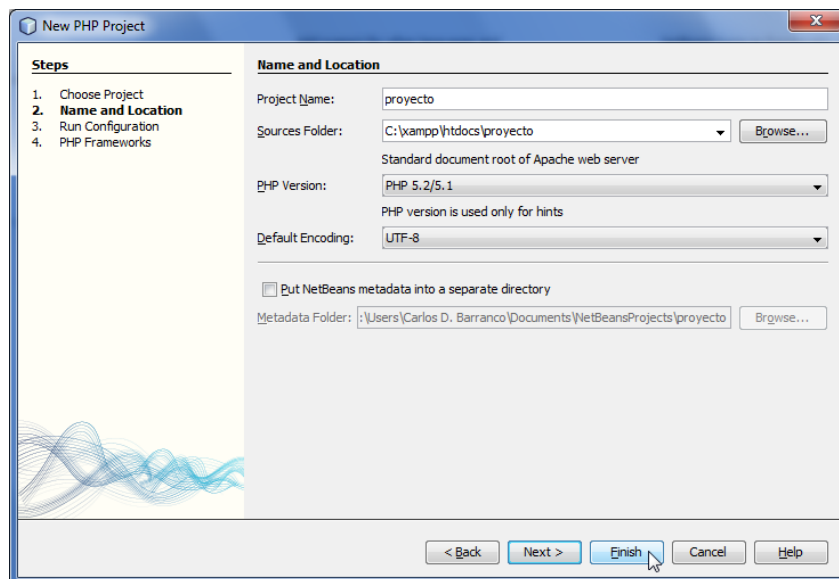 New PHP Project
Steps
1. Choose Project
2. Name and Location
3. Run Configuration
4. PHP Frameworks
Name and Location
Project Name: proyecto
Sources Folder: C:\xampp\htdocs\proyecto Browse...
Standard document root of Apache web server
PHP Version: PHP 5.2/5.1
PHP version is used only for hints
Default Encoding: UTF-8
Put NetBeans metadata into a separate directory
Metadata Folder: :\Users\Carlos D. Barranco\Documents\NetBeansProjects\proyecto Browse...
< Back Next > Finish Cancel Help